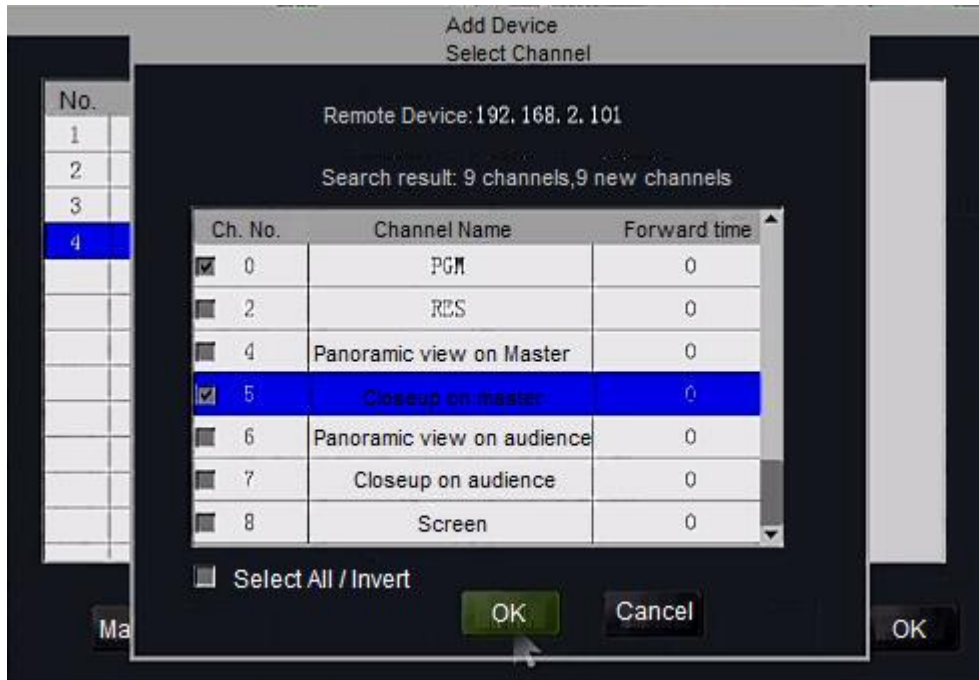 Add Device
Select Channel
No.
1
2
3
4
Remote Device:192.168.2.101
Search result: 9 channels,9 new channels
Ch. No. Channel Name Forward time
0 PGM 0
2 RES 0
4 Panoramic view on Master 0
5 Closeup on master 0
6 Panoramic view on audience 0
7 Closeup on audience 0
8 Screen 0
Select All / Invert
OK Cancel
Ma OK